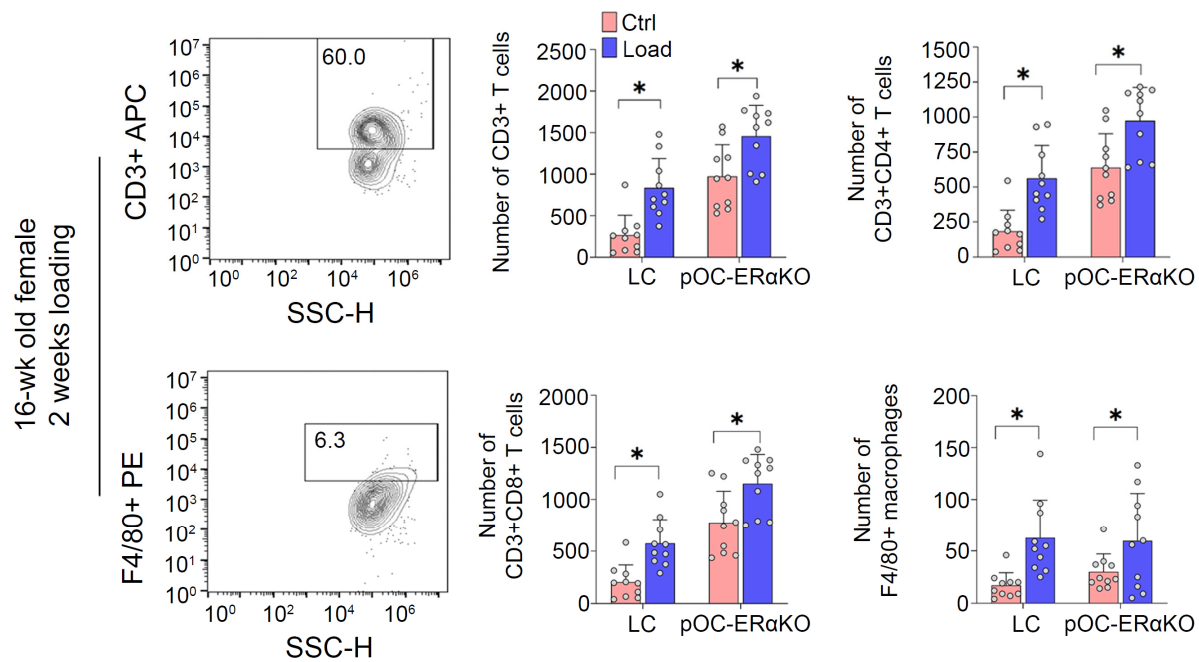 16-wk old female
2 weeks loading
CD3+ APC
10⁷
10⁶
10⁵
10⁴
10³
10²
10¹
10⁰
60.0
10⁰ 10² 10⁴ 10⁶
SSC-H
Ctrl
Load
Number of CD3+ T cells
2500
2000
1500
1000
500
0
*
*
LC pOC-ERαKO
Number of
CD3+CD4+ T cells
1500
1250
1000
750
500
250
0
*
*
LC pOC-ERαKO
F4/80+ PE
10⁷
10⁶
10⁵
10⁴
10³
10²
10¹
10⁰
6.3
10⁰ 10² 10⁴ 10⁶
SSC-H
Number of
CD3+CD8+ T cells
2000
1500
1000
500
0
*
*
LC pOC-ERαKO
Number of
F4/80+ macrophages
200
150
100
50
0
*
*
LC pOC-ERαKO